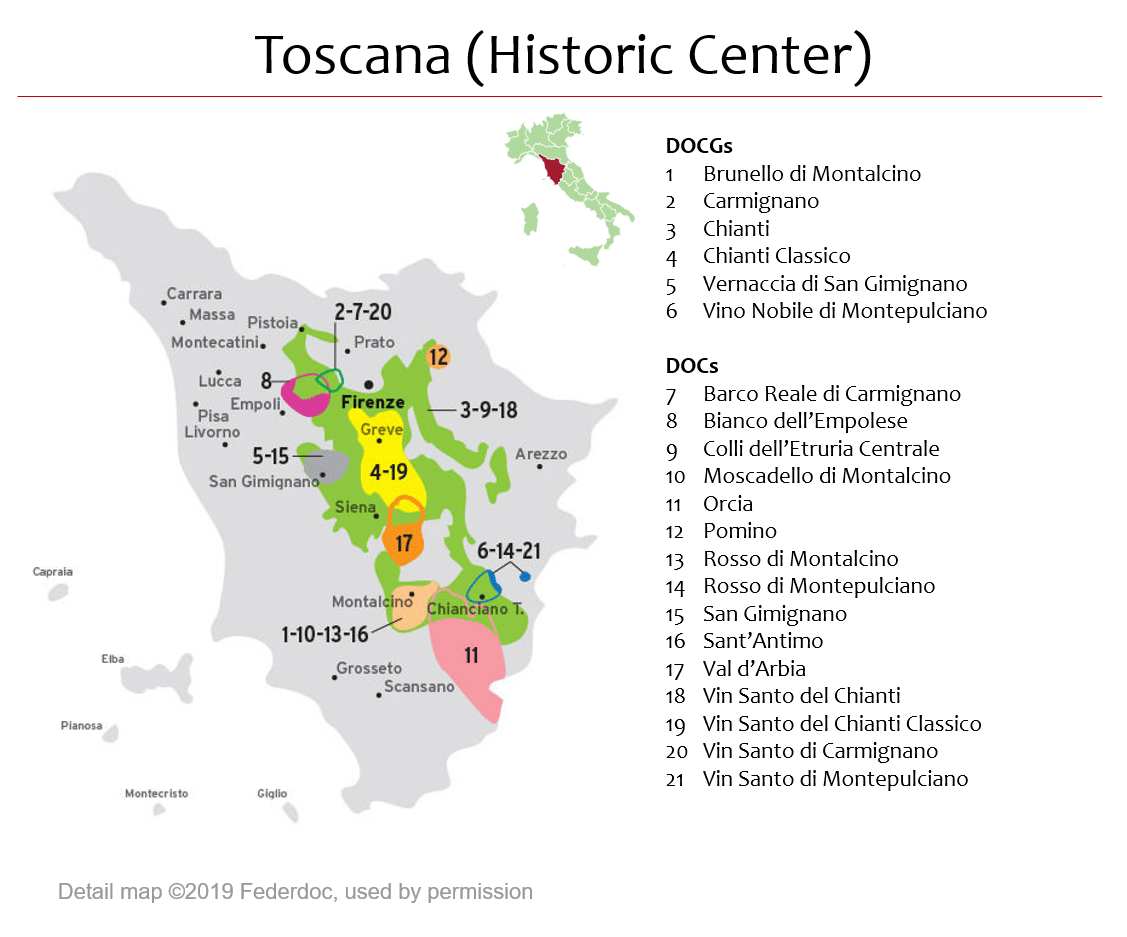 Toscana (Historic Center)
DOCGs
1 Brunello di Montalcino
2 Carmignano
3 Chianti
4 Chianti Classico
5 Vernaccia di San Gimignano
6 Vino Nobile di Montepulciano
DOCs
7 Barco Reale di Carmignano
8 Bianco dell’Empolese
9 Colli dell’Etruria Centrale
10 Moscadello di Montalcino
11 Orcia
12 Pomino
13 Rosso di Montalcino
14 Rosso di Montepulciano
15 San Gimignano
16 Sant’Antimo
17 Val d’Arbia
18 Vin Santo del Chianti
19 Vin Santo del Chianti Classico
20 Vin Santo di Carmignano
21 Vin Santo di Montepulciano
Carrara
Massa
Pistoia
2-7-20
Montecatini
Prato
12
Lucca
8
Empoli
Firenze
Pisa
3-9-18
Livorno
Greve
5-15
Arezzo
4-19
San Gimignano
Siena
17
6-14-21
Capraia
Montalcino
Chianciano T.
1-10-13-16
11
Elba
Grosseto
Scansano
Pianosa
Montecristo
Giglio
Detail map ©2019 Federdoc, used by permission